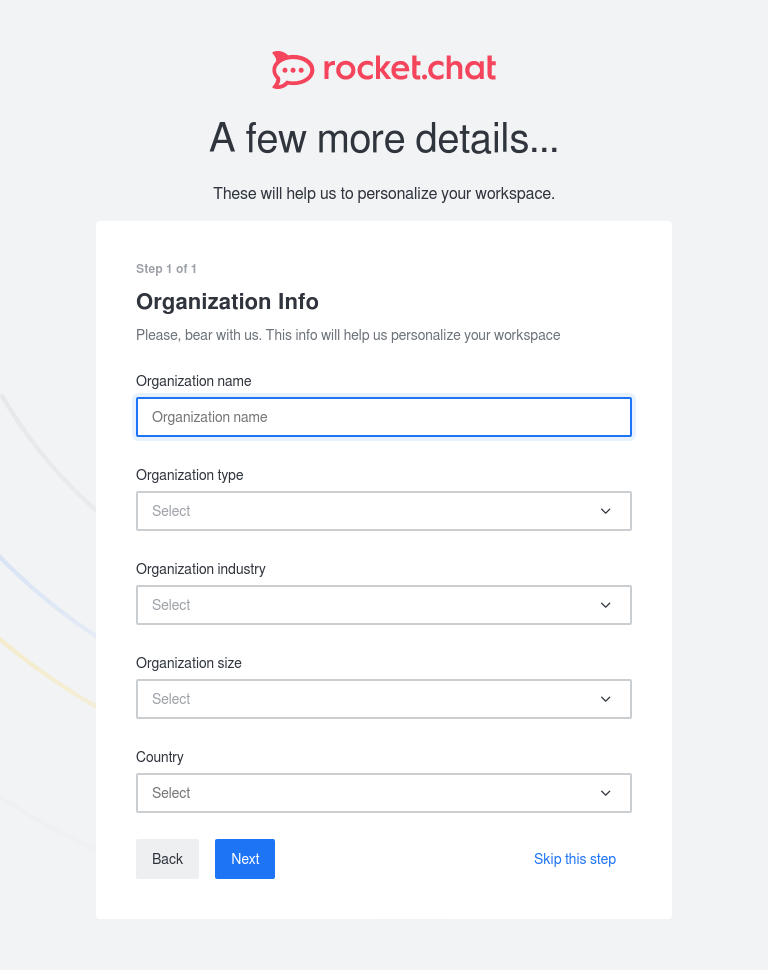 rocket.chat
A few more details...
These will help us to personalize your workspace.
Step 1 of 1
Organization Info
Please, bear with us. This info will help us personalize your workspace
Organization name
Organization name
Organization type
Select
Organization industry
Select
Organization size
Select
Country
Select
Back Next Skip this step